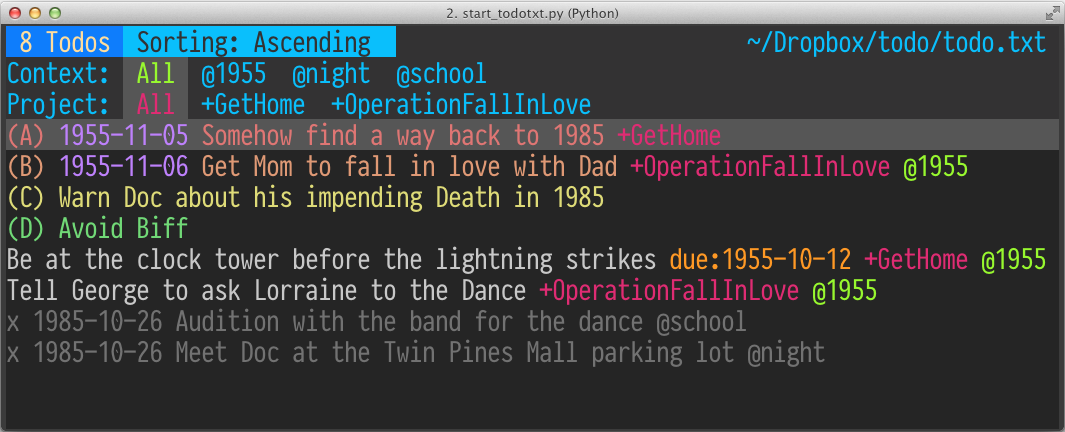 2. start_todotxt.py (Python)
8 Todos Sorting: Ascending ~/Dropbox/todo/todo.txt
Context: All @1955 @night @school
Project: All +GetHome +OperationFallInLove
(A) 1955-11-05 Somehow find a way back to 1985 +GetHome
(B) 1955-11-06 Get Mom to fall in love with Dad +OperationFallInLove @1955
(C) Warn Doc about his impending Death in 1985
(D) Avoid Biff
Be at the clock tower before the lightning strikes due:1955-10-12 +GetHome @1955
Tell George to ask Lorraine to the Dance +OperationFallInLove @1955
x 1985-10-26 Audition with the band for the dance @school
x 1985-10-26 Meet Doc at the Twin Pines Mall parking lot @night